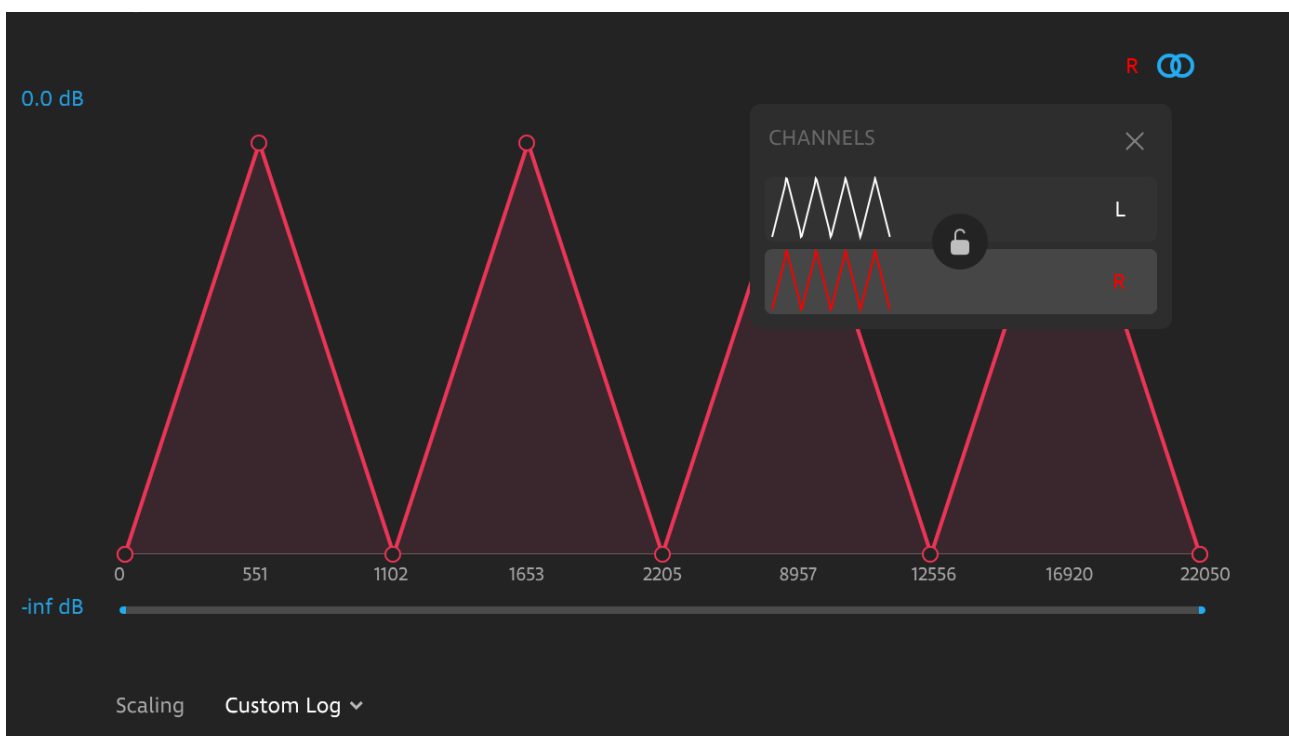 R
0.0 dB
CHANNELS
L
R
0 551 1102 1653 2205 8957 12556 16920 22050
-inf dB
Scaling Custom Log